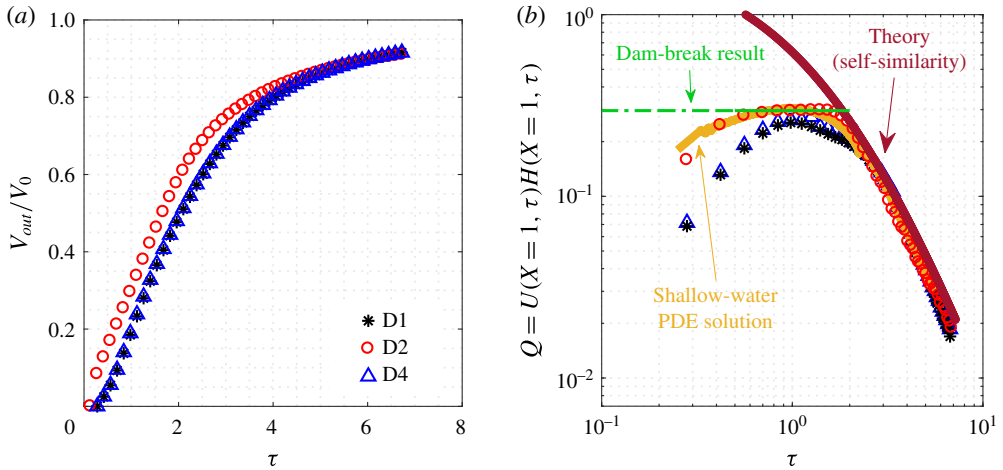 (a)
1.0
0.8
0.6
0.4
0.2
0
2
4
6
8
V_out/V_0
τ
D1
D2
D4
(b)
10^0
10^−1
10^−2
10^−1
10^0
10^1
Q = U(X = 1, τ)H(X = 1, τ)
τ
Dam-break result
Theory
(self-similarity)
Shallow-water
PDE solution